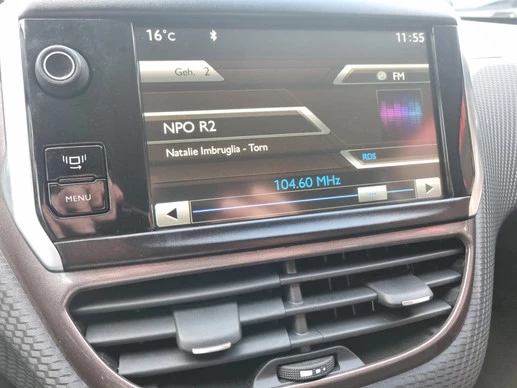 16°C 11:55
Geh. 2 FM
NPO R2
Natalie Imbruglia - Torn
RDS
104.60 MHz
MENU